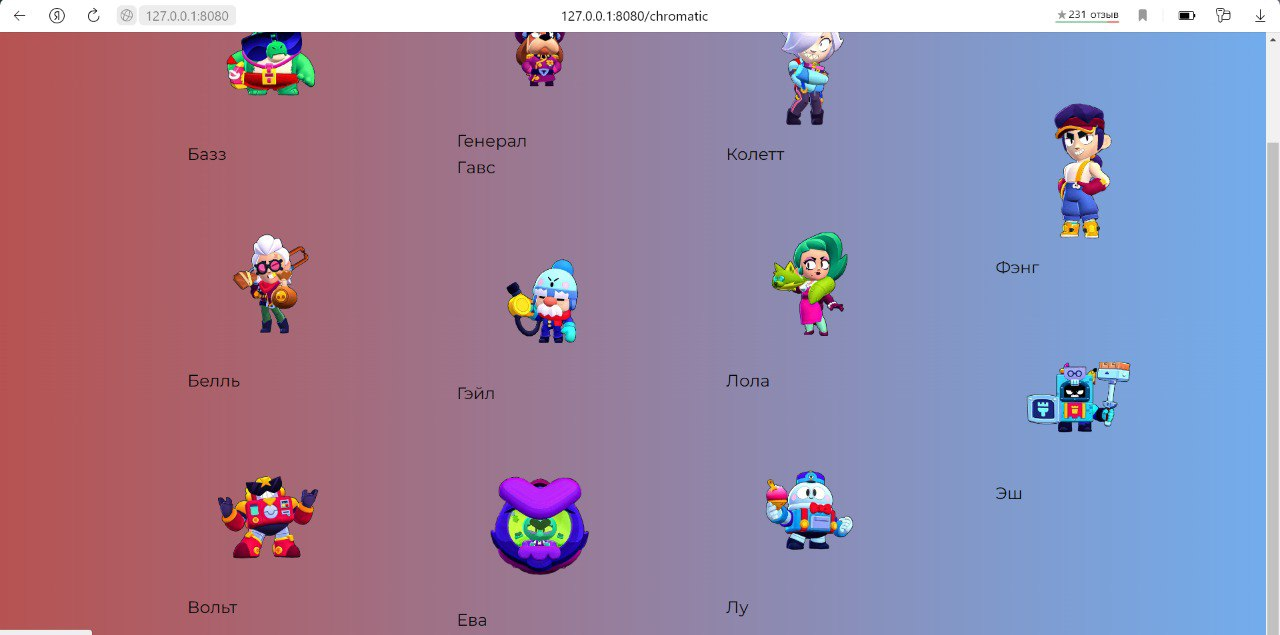 127.0.0.1:8080
127.0.0.1:8080/chromatic
★ 231 отзыв
Базз
Генерал
Гавс
Колетт
Фэнг
Белль
Гэйл
Лола
Эш
Вольт
Ева
Лу